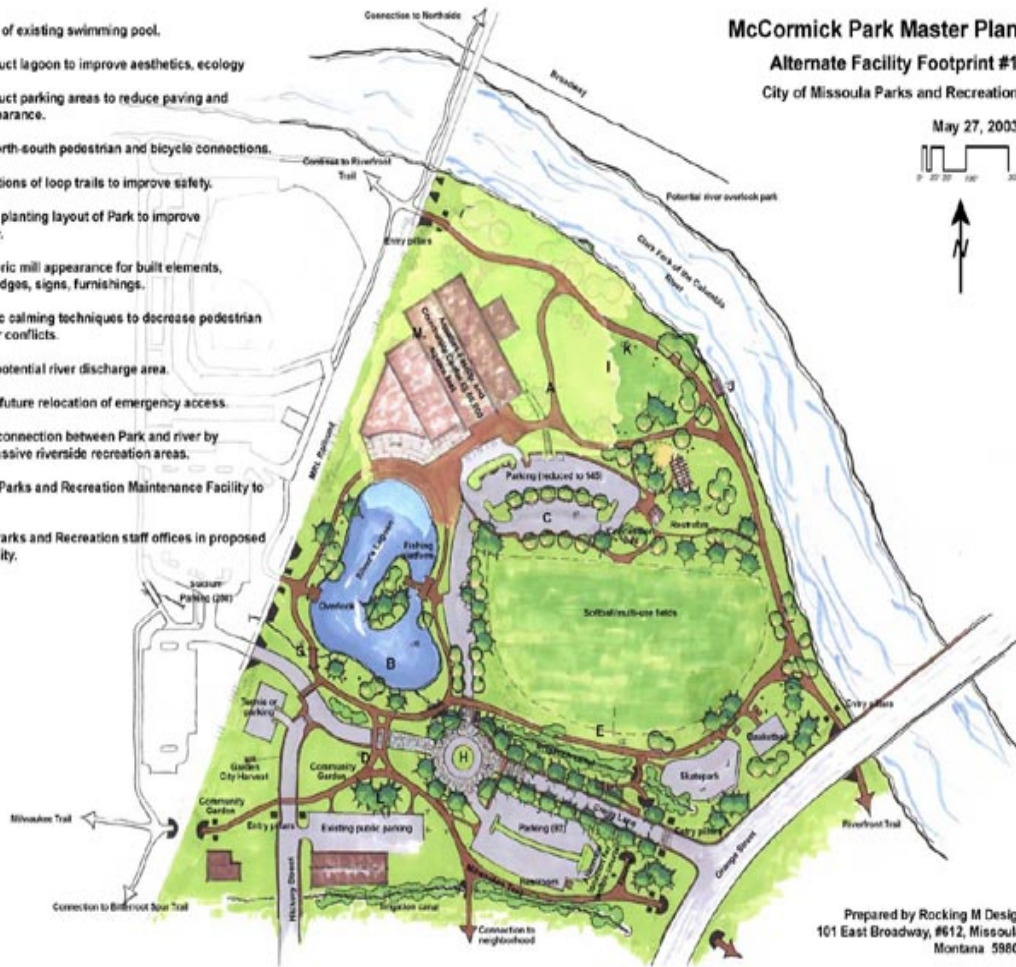 of existing swimming pool.
uct lagoon to improve aesthetics, ecology
uct parking areas to reduce paving and
earance.
rth-south pedestrian and bicycle connections.
tions of loop trails to improve safety.
planting layout of Park to improve
ric mill appearance for built elements,
dges, signs, furnishings.
c calming techniques to decrease pedestrian
r conflicts.
potential river discharge area.
future relocation of emergency access.
connection between Park and river by
assive riverside recreation areas.
Parks and Recreation Maintenance Facility to
arks and Recreation staff offices in proposed
ity.
McCormick Park Master Plan
Alternate Facility Footprint #1
City of Missoula Parks and Recreation
May 27, 2003
N
Connection to Northside
Broadway
Continue to Riverfront
Trail
Potential river overlook park
Entry pillars
Clark Fork of the Columbia
River
MRL Railroad
M
K
I
A
Parking (reduced to 145)
C
Restrooms
Fishing
platform
Overlook
B
Softball/multi-use fields
Stadium
Parking (200)
G
Tennis or
parking
E
Entry pillars
Basketball
Skatepark
Garden
City Harvest
Community
Garden
D
H
L
Cregg Lane
Entry pillars
Community
Garden
Entry pillars
Existing public parking
Parking (97)
Milwaukee Trail
Orange Street
Riverfront Trail
Restroom
Milwaukee Trail
Hickory Street
Connection to Bitterroot Spur Trail
Irrigation canal
Connection to
neighborhood
Prepared by Rocking M Desig
101 East Broadway, #612, Missoula
Montana 5980